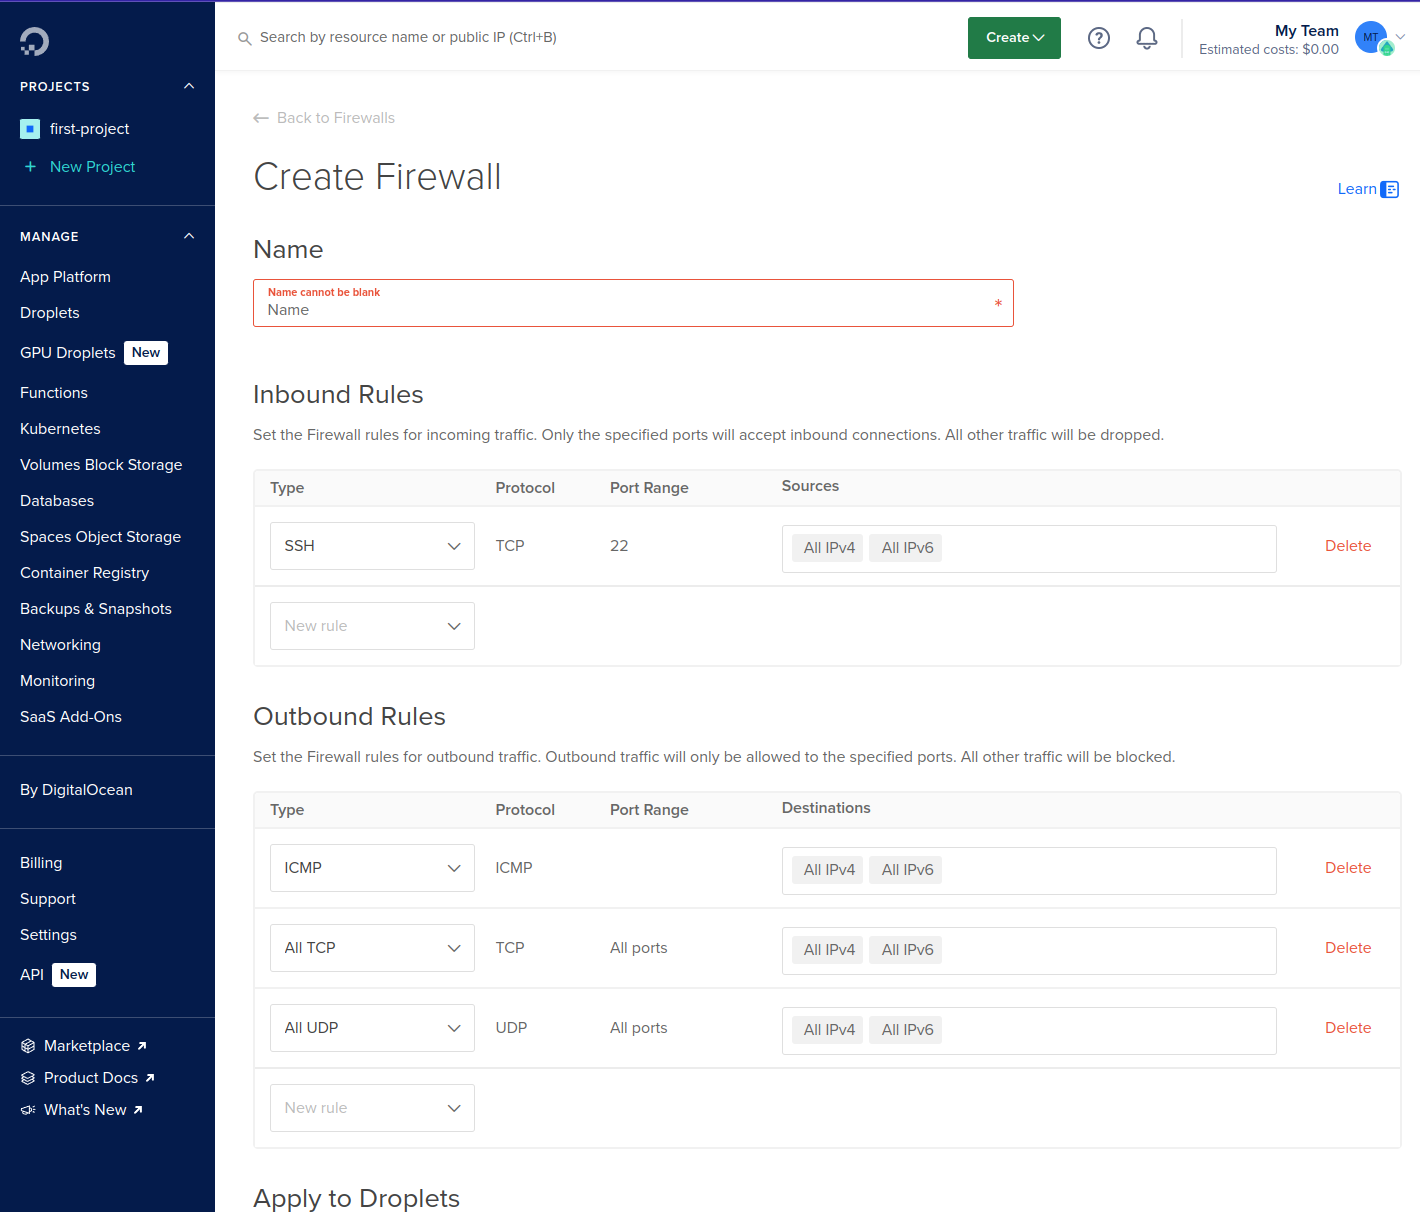 Search by resource name or public IP (Ctrl+B)
Create
My Team
Estimated costs: $0.00
MT
PROJECTS
first-project
+ New Project
MANAGE
App Platform
Droplets
GPU Droplets New
Functions
Kubernetes
Volumes Block Storage
Databases
Spaces Object Storage
Container Registry
Backups & Snapshots
Networking
Monitoring
SaaS Add-Ons
By DigitalOcean
Billing
Support
Settings
API New
Marketplace
Product Docs
What's New
Back to Firewalls
Create Firewall
Learn
Name
Name cannot be blank
Name *
Inbound Rules
Set the Firewall rules for incoming traffic. Only the specified ports will accept inbound connections. All other traffic will be dropped.
Type Protocol Port Range Sources
SSH TCP 22 All IPv4 All IPv6 Delete
New rule
Outbound Rules
Set the Firewall rules for outbound traffic. Outbound traffic will only be allowed to the specified ports. All other traffic will be blocked.
Type Protocol Port Range Destinations
ICMP ICMP All IPv4 All IPv6 Delete
All TCP TCP All ports All IPv4 All IPv6 Delete
All UDP UDP All ports All IPv4 All IPv6 Delete
New rule
Apply to Droplets